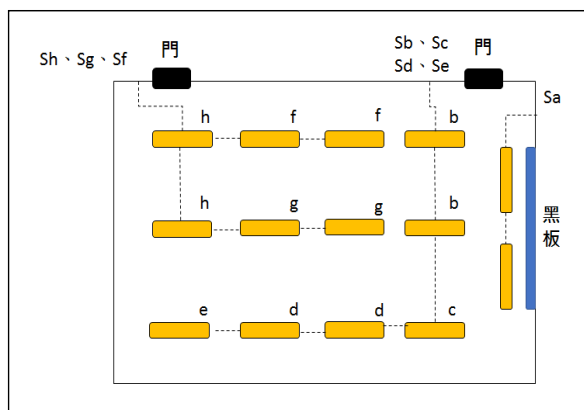 門
Sb、Sc
門
Sh、Sg、Sf
Sd、Se
Sa
h f f b
h g g b
黑板
e d d c